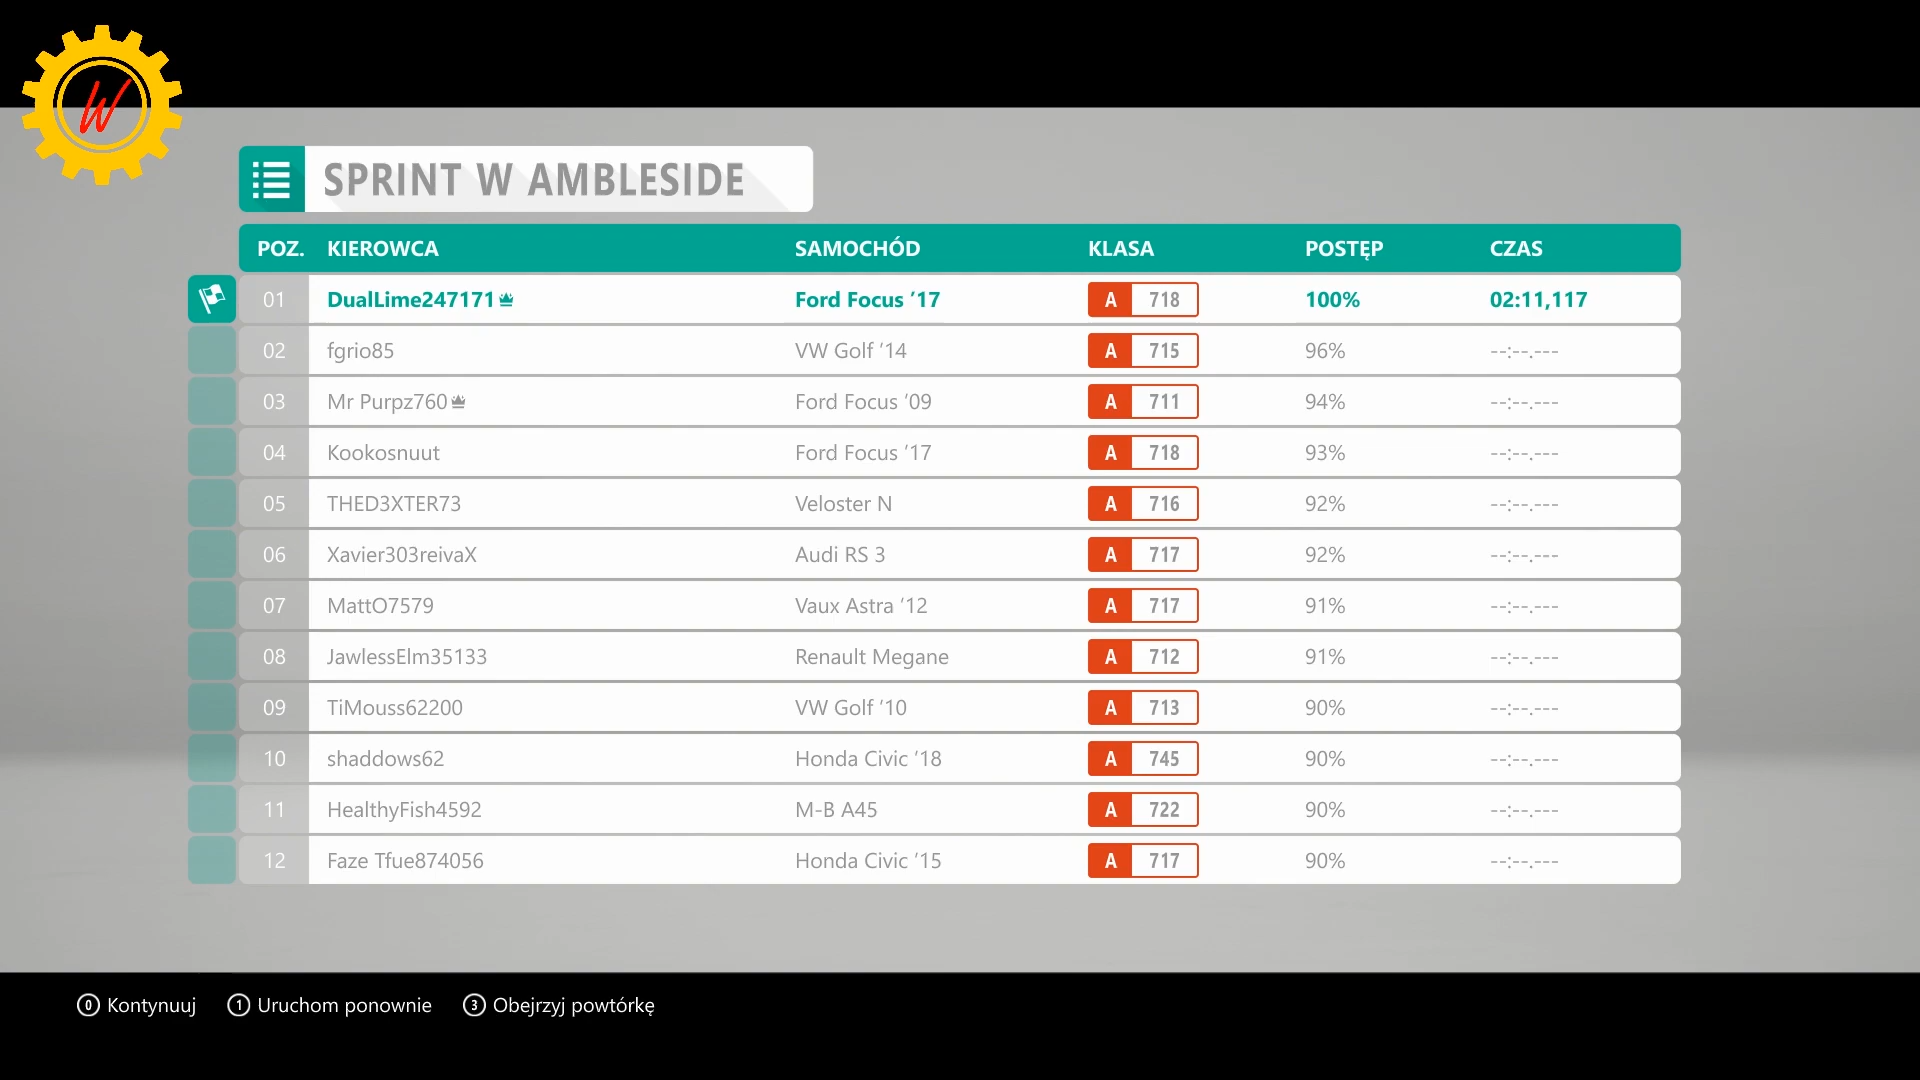 W
SPRINT W AMBLESIDE
POZ. KIEROWCA SAMOCHÓD KLASA POSTĘP CZAS
01 DualLime247171 Ford Focus ’17 A 718 100% 02:11,117
02 fgrio85 VW Golf ’14 A 715 96% --:--.---
03 Mr Purpz760 Ford Focus ’09 A 711 94% --:--.---
04 Kookosnuut Ford Focus ’17 A 718 93% --:--.---
05 THED3XTER73 Veloster N A 716 92% --:--.---
06 Xavier303reivaX Audi RS 3 A 717 92% --:--.---
07 MattO7579 Vaux Astra ’12 A 717 91% --:--.---
08 JawlessElm35133 Renault Megane A 712 91% --:--.---
09 TiMouss62200 VW Golf ’10 A 713 90% --:--.---
10 shaddows62 Honda Civic ’18 A 745 90% --:--.---
11 HealthyFish4592 M-B A45 A 722 90% --:--.---
12 Faze Tfue874056 Honda Civic ’15 A 717 90% --:--.---
0 Kontynuuj 1 Uruchom ponownie 3 Obejrzyj powtórkę